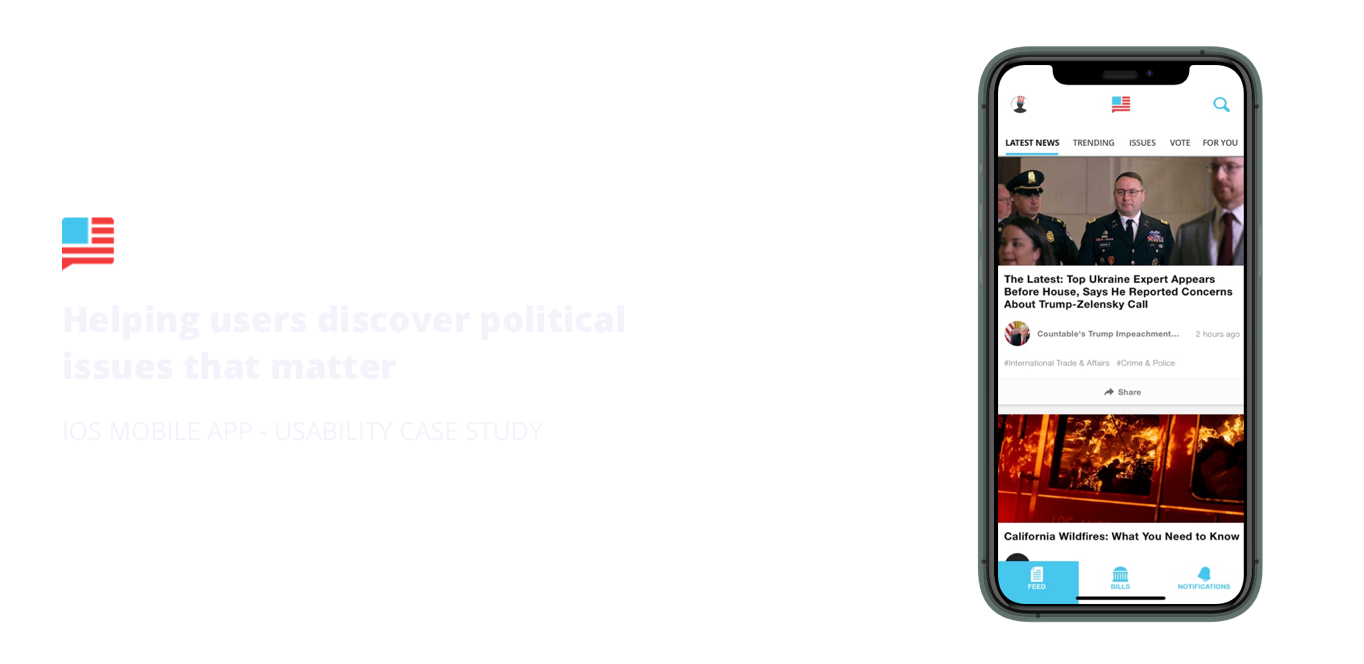 Helping users discover political
issues that matter
IOS MOBILE APP - USABILITY CASE STUDY
LATEST NEWS TRENDING ISSUES VOTE FOR YOU
The Latest: Top Ukraine Expert Appears
Before House, Says He Reported Concerns
About Trump-Zelensky Call
Countable's Trump Impeachment... 2 hours ago
#International Trade & Affairs #Crime & Police
Share
California Wildfires: What You Need to Know
FEED BILLS NOTIFICATIONS